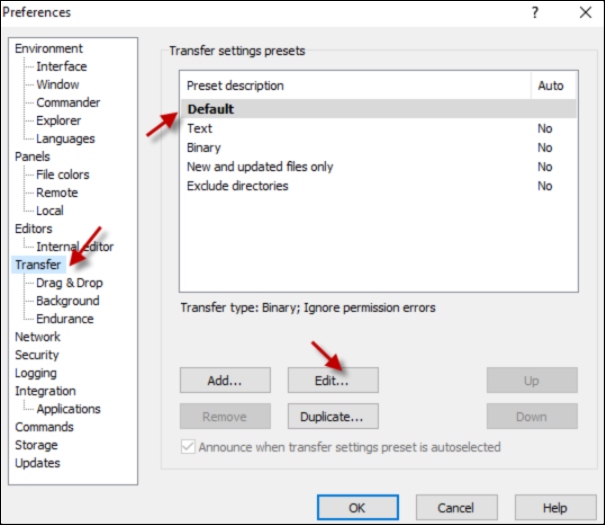 Preferences ?
Environment
Interface
Window
Commander
Explorer
Languages
Panels
File colors
Remote
Local
Editors
Internal editor
Transfer
Drag & Drop
Background
Endurance
Network
Security
Logging
Integration
Applications
Commands
Storage
Updates
Transfer settings presets
Preset description Auto
Default
Text No
Binary No
New and updated files only No
Exclude directories No
Transfer type: Binary; Ignore permission errors
Add... Edit... Up
Remove Duplicate... Down
Announce when transfer settings preset is autoselected
OK Cancel Help